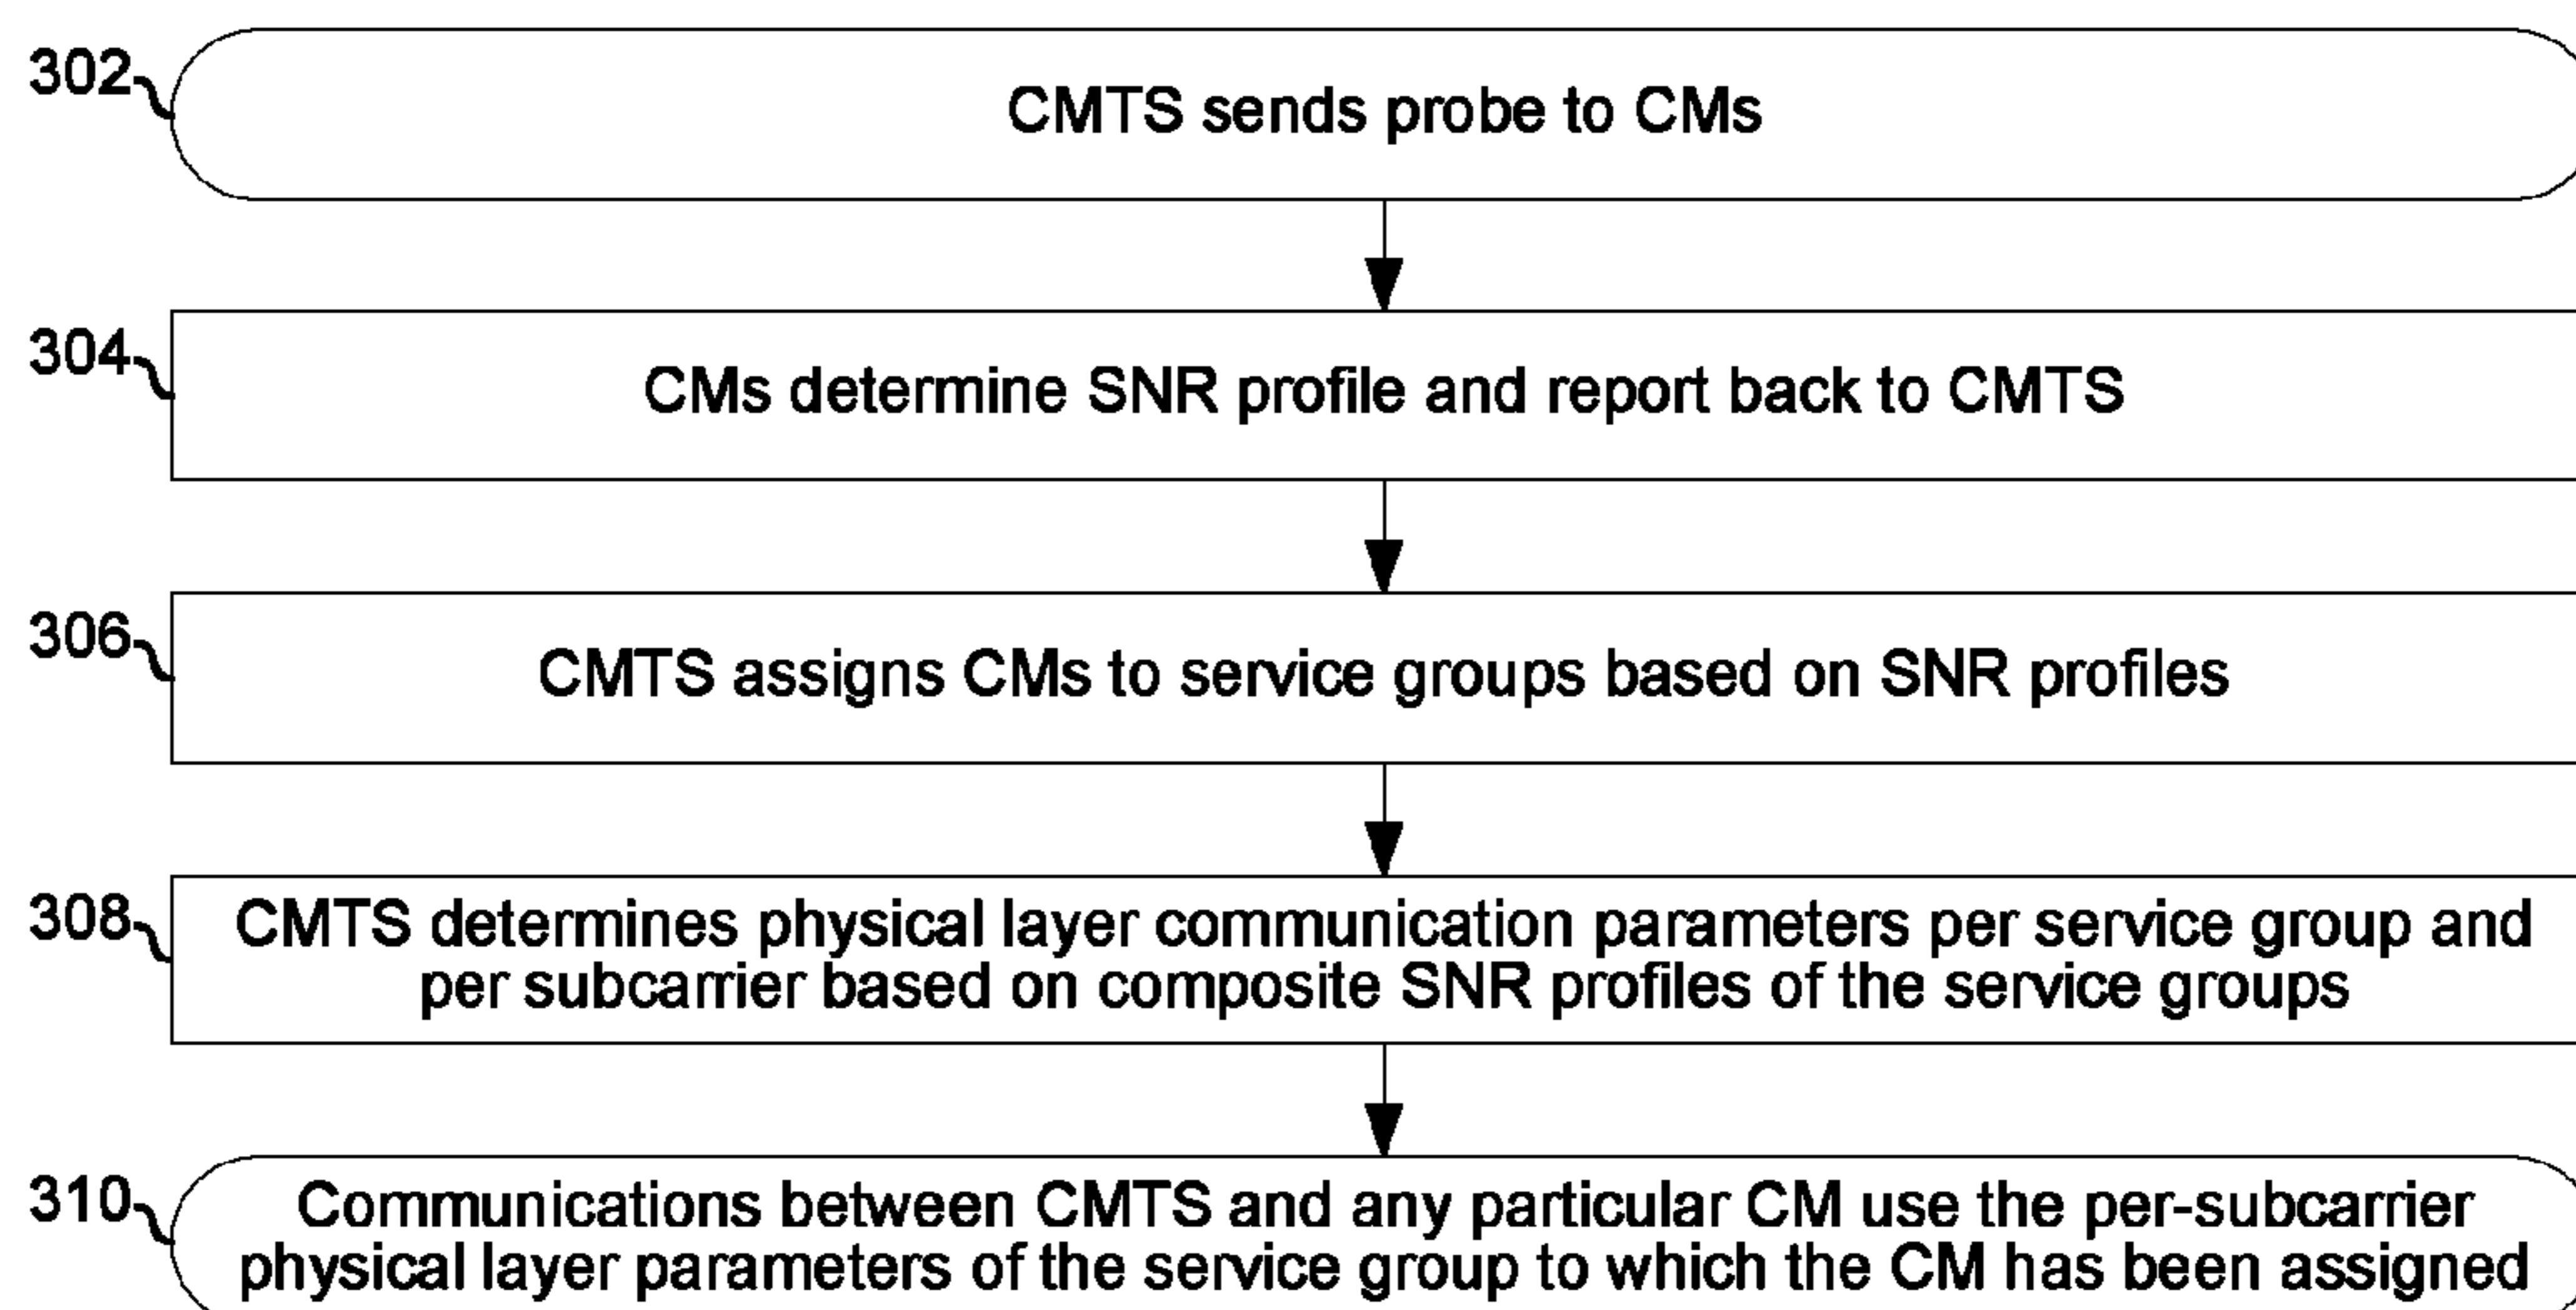 302
CMTS sends probe to CMs
304
CMs determine SNR profile and report back to CMTS
306
CMTS assigns CMs to service groups based on SNR profiles
308
CMTS determines physical layer communication parameters per service group and
per subcarrier based on composite SNR profiles of the service groups
310
Communications between CMTS and any particular CM use the per-subcarrier
physical layer parameters of the service group to which the CM has been assigned